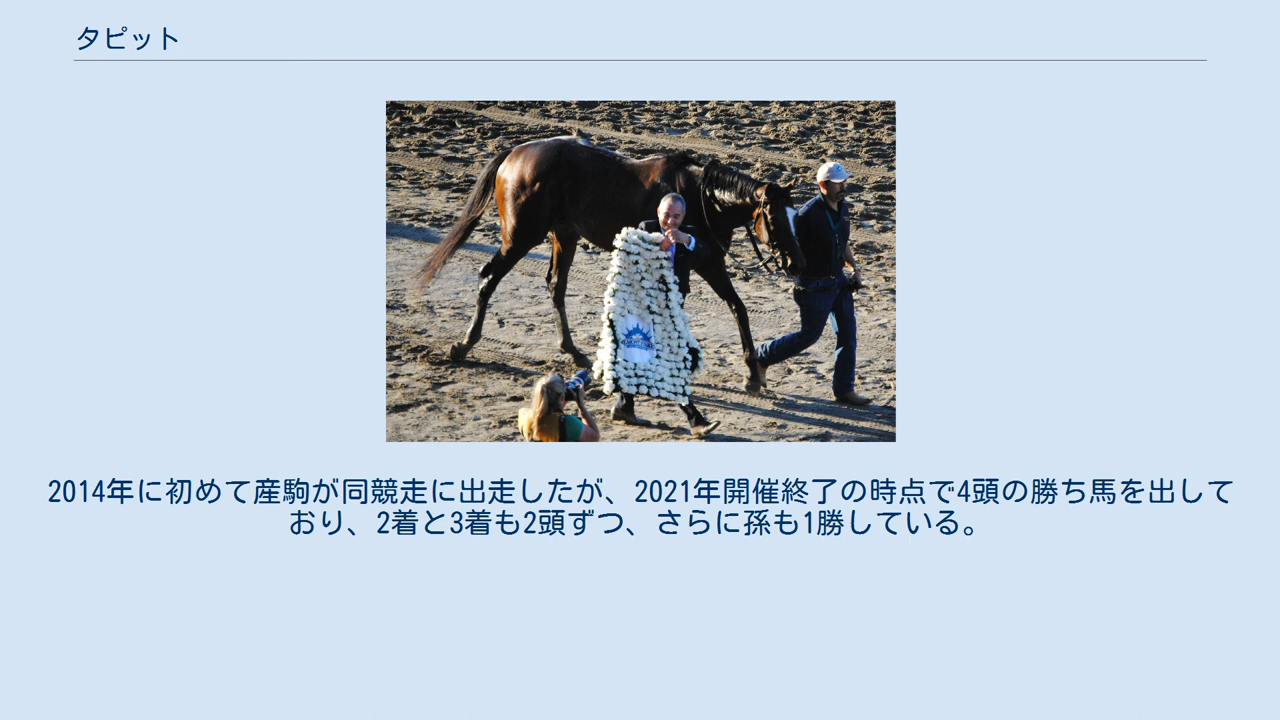 タピット
2014年に初めて産駒が同競走に出走したが、2021年開催終了の時点で4頭の勝ち馬を出して
おり、2着と3着も2頭ずつ、さらに孫も1勝している。